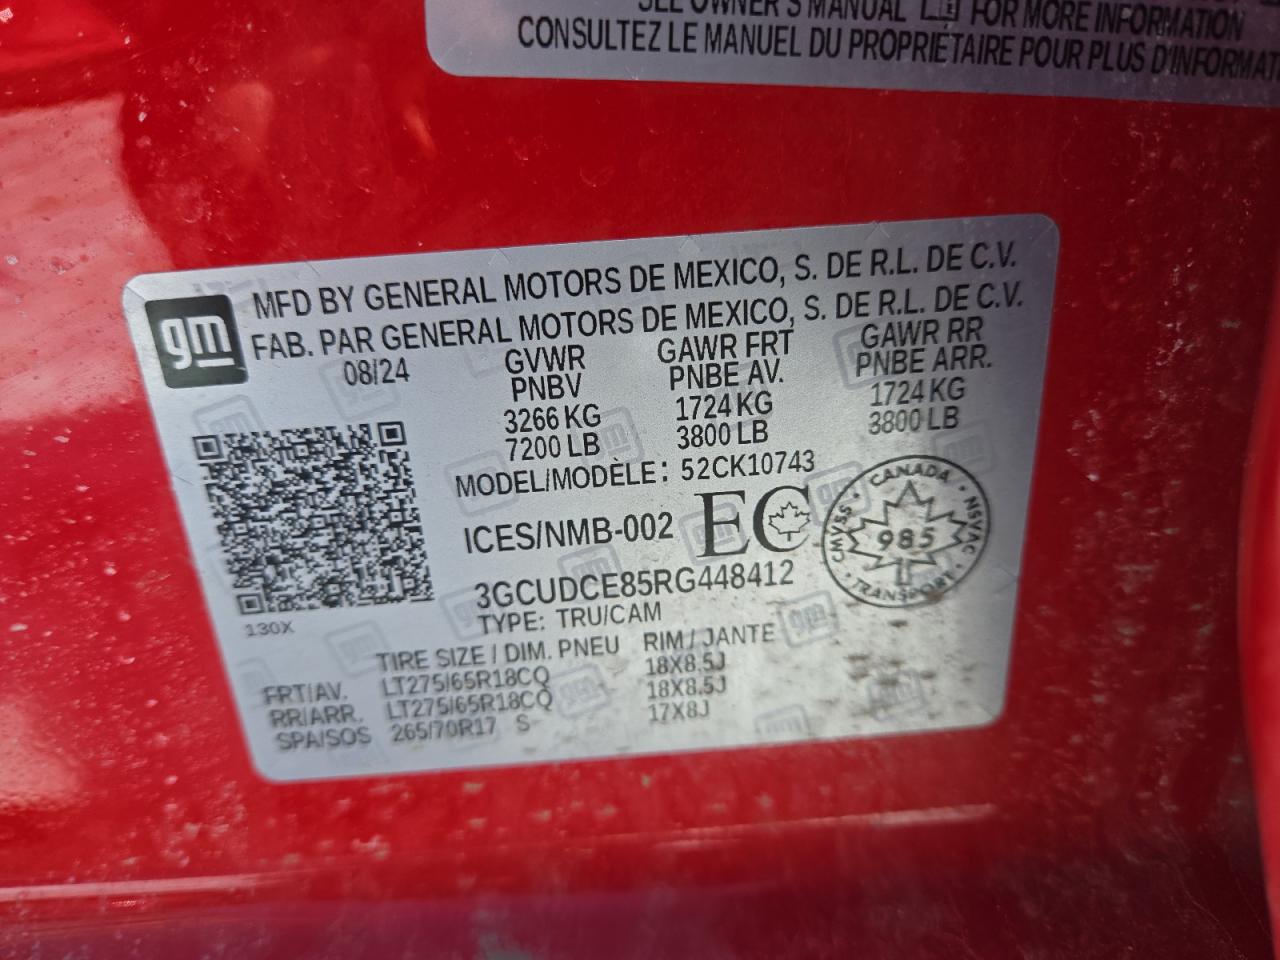 SEE OWNER'S MANUAL FOR MORE INFORMATION
CONSULTEZ LE MANUEL DU PROPRIÉTAIRE POUR PLUS D'INFORMAT
gm
MFD BY GENERAL MOTORS DE MEXICO, S. DE R.L. DE C.V.
FAB. PAR GENERAL MOTORS DE MEXICO, S. DE R.L. DE C.V.
08/24 GVWR GAWR FRT GAWR RR
PNBV PNBE AV. PNBE ARR.
3266 KG 1724 KG 1724 KG
7200 LB 3800 LB 3800 LB
MODEL/MODÈLE: 52CK10743
ICES/NMB-002 EC
CANADA · NSVAC · TRANSPORT · CMVSS
985
3GCUDCE85RG448412
130X
TYPE: TRU/CAM
TIRE SIZE / DIM. PNEU RIM / JANTE
FRT/AV. LT275/65R18CQ 18X8.5J
RR/ARR. LT275/65R18CQ 18X8.5J
SPA/SOS 265/70R17 S 17X8J